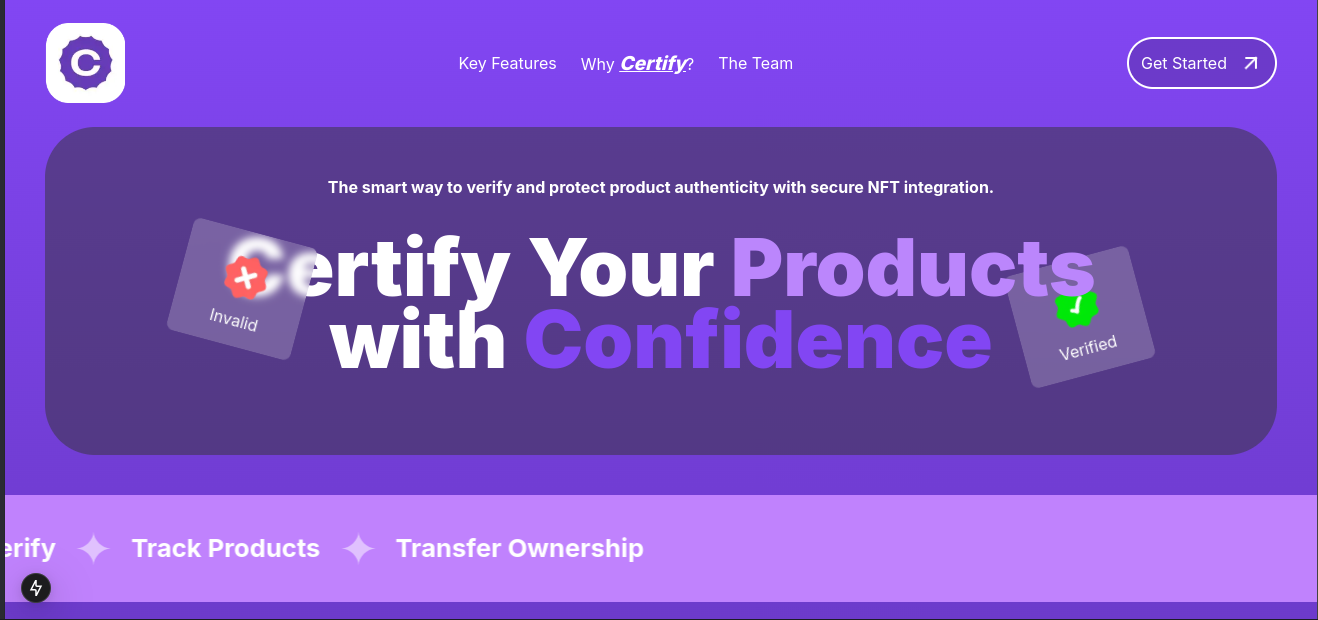 C
Key Features
Why Certify?
The Team
Get Started
The smart way to verify and protect product authenticity with secure NFT integration.
Certify Your Products
with Confidence
Invalid
Verified
erify
Track Products
Transfer Ownership